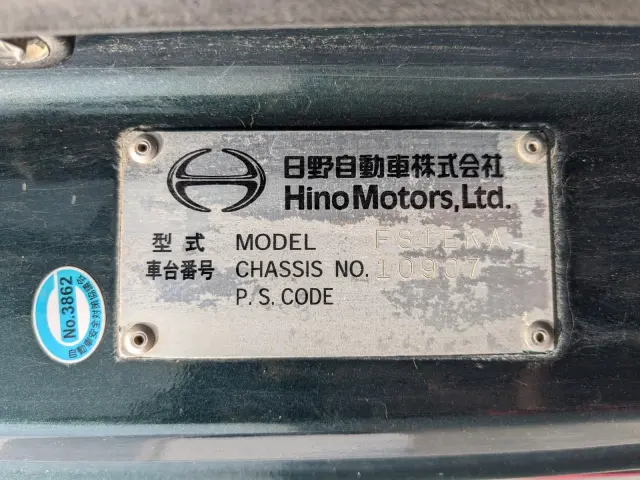 日野自動車株式会社
Hino Motors, Ltd.
型式 MODEL FS1EKA
車台番号 CHASSIS NO. 10907
P. S. CODE
No.3862